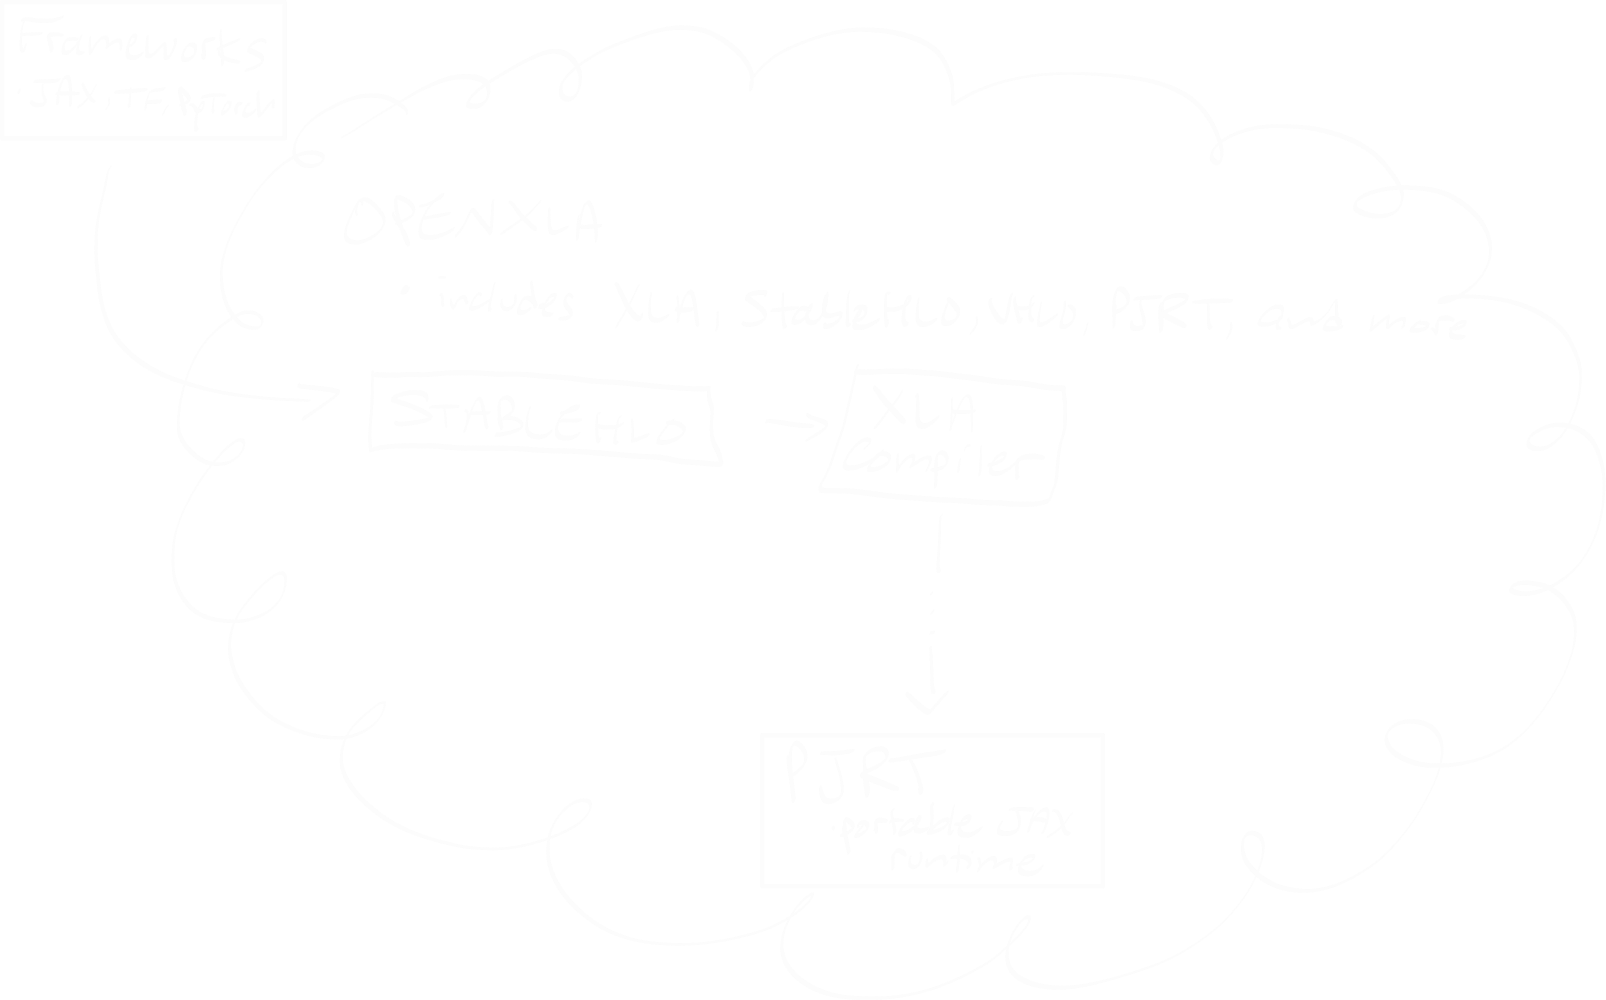 Frameworks
· JAX, TF, PyTorch
OPENXLA
· includes XLA, StableHLO, VHLO, PJRT, and more
STABLEHLO
XLA
Compiler
PJRT
· portable JAX
runtime